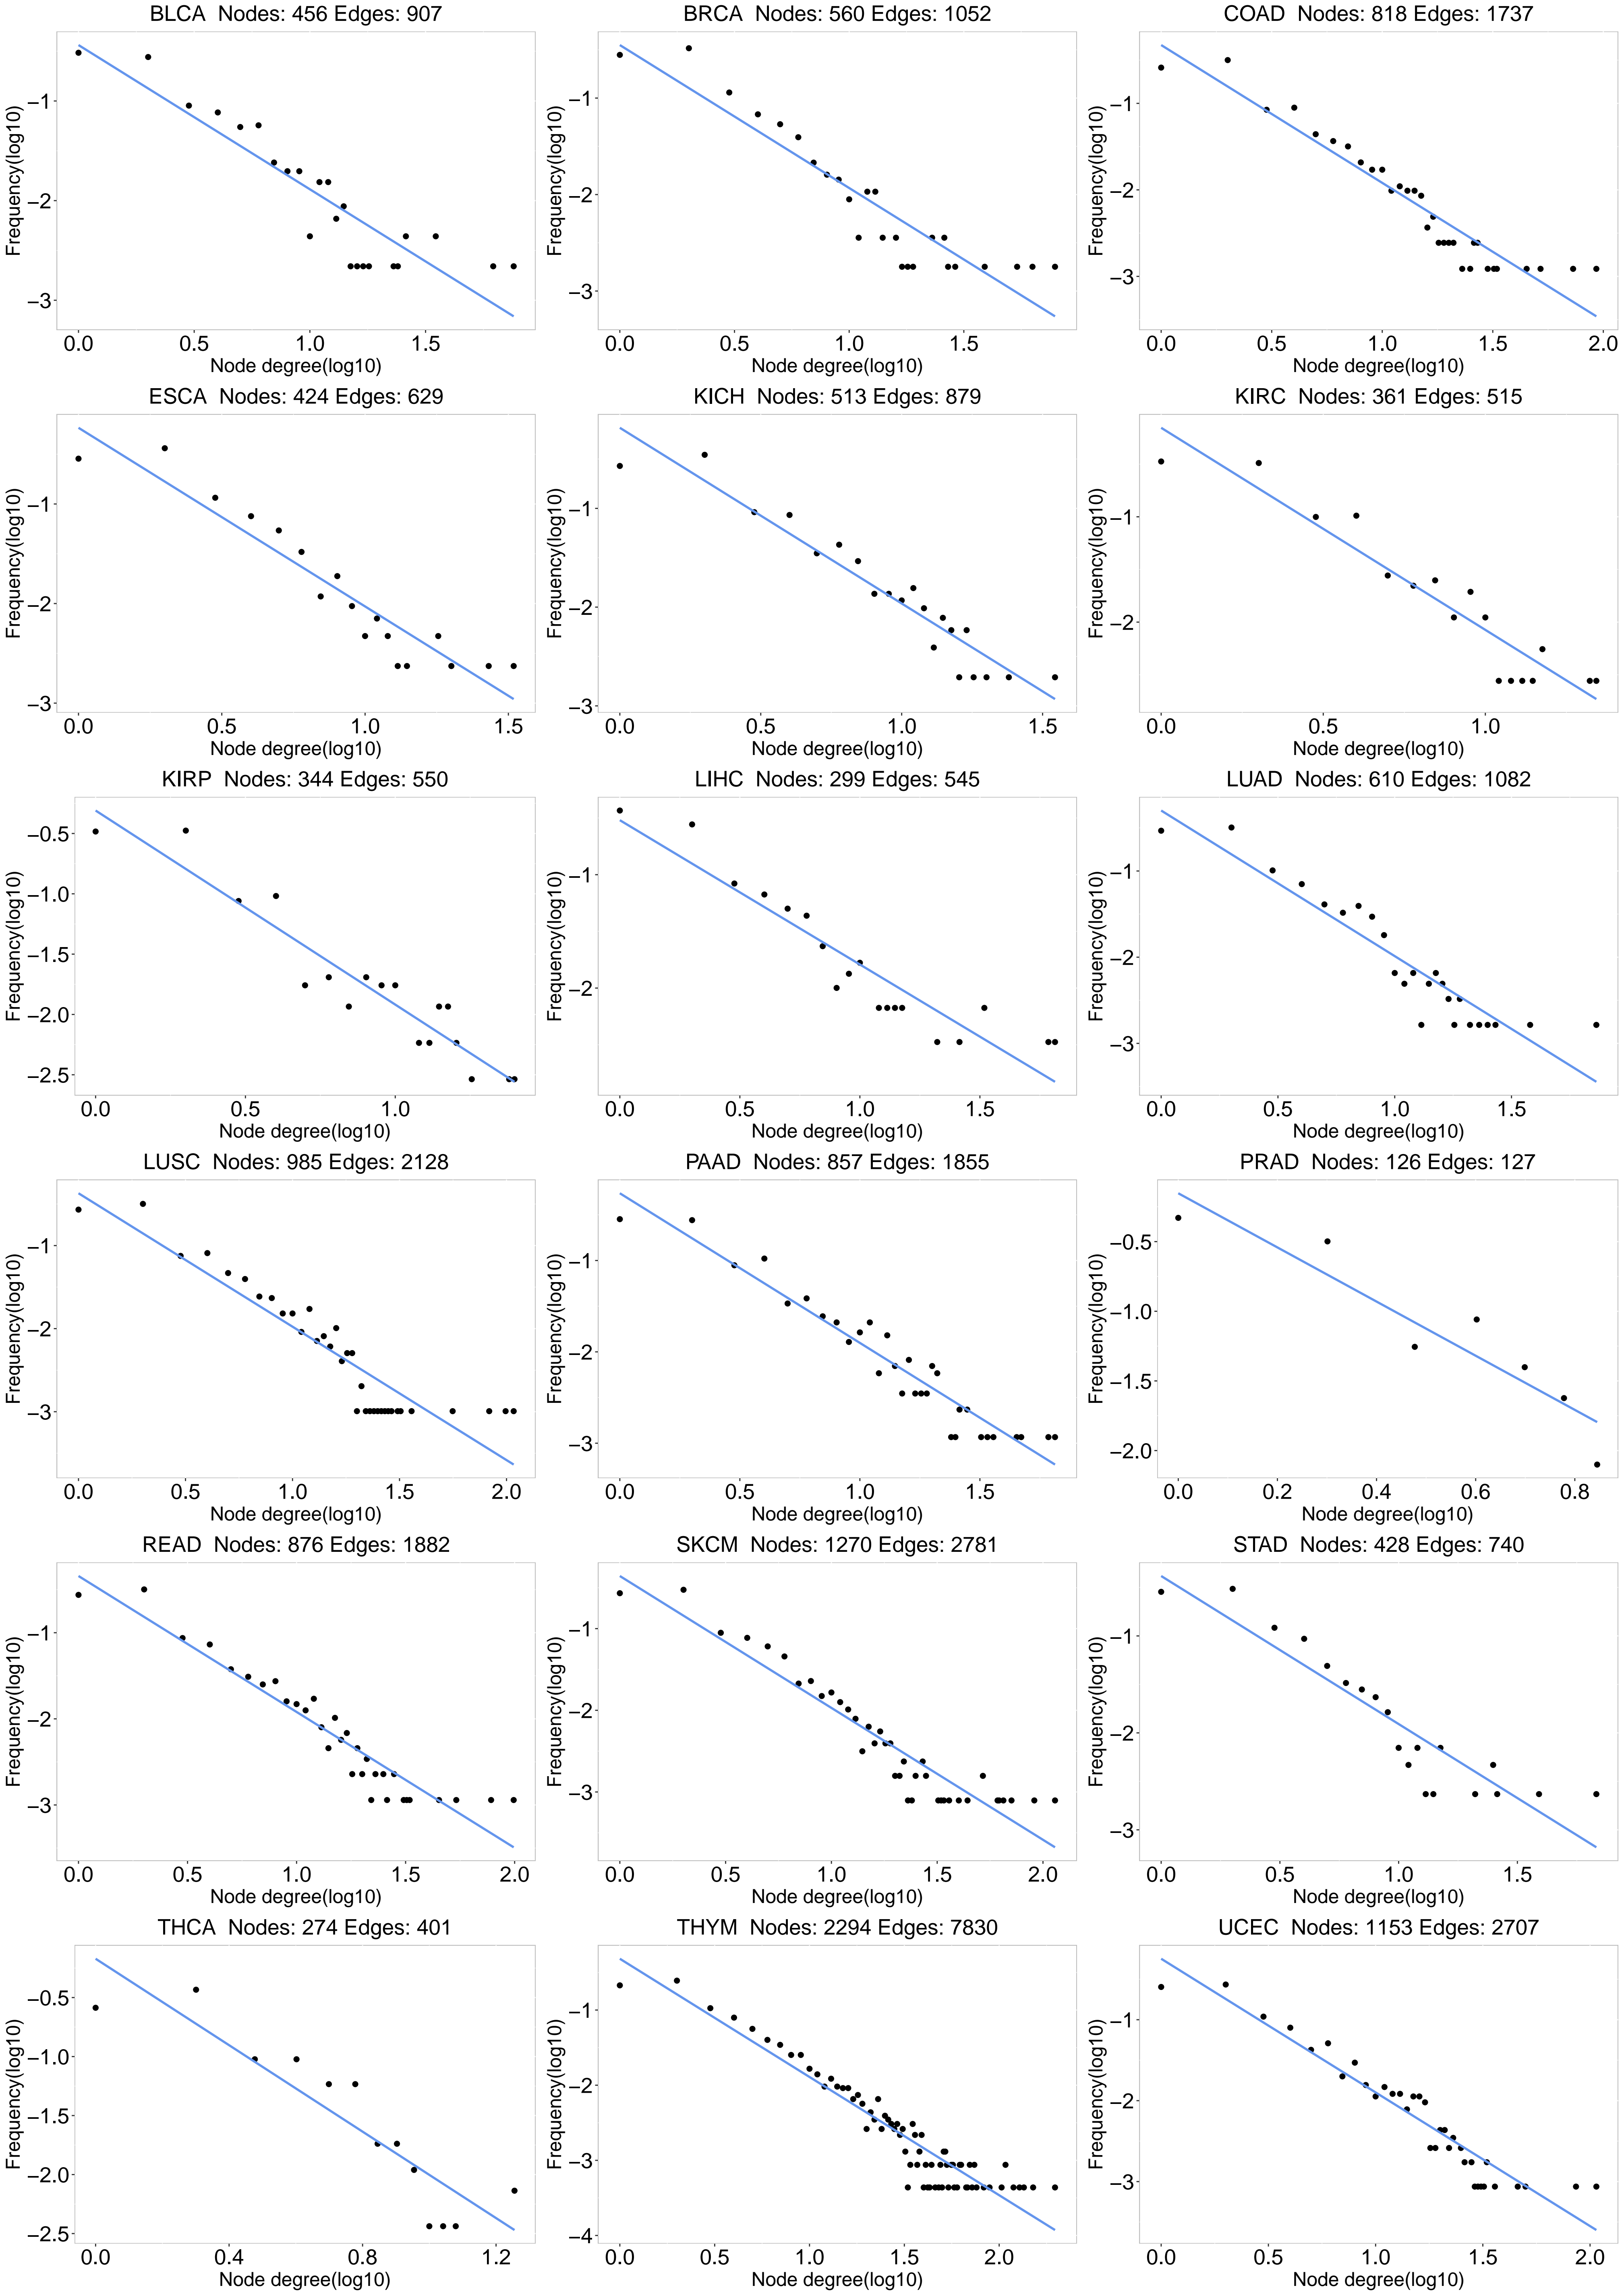 BLCA  Nodes: 456 Edges: 907
Frequency(log10)
−1
−2
−3
0.0 0.5 1.0 1.5
Node degree(log10)
BRCA  Nodes: 560 Edges: 1052
Frequency(log10)
−1
−2
−3
0.0 0.5 1.0 1.5
Node degree(log10)
COAD  Nodes: 818 Edges: 1737
Frequency(log10)
−1
−2
−3
0.0 0.5 1.0 1.5 2.0
Node degree(log10)
ESCA  Nodes: 424 Edges: 629
Frequency(log10)
−1
−2
−3
0.0 0.5 1.0 1.5
Node degree(log10)
KICH  Nodes: 513 Edges: 879
Frequency(log10)
−1
−2
−3
0.0 0.5 1.0 1.5
Node degree(log10)
KIRC  Nodes: 361 Edges: 515
Frequency(log10)
−1
−2
0.0 0.5 1.0
Node degree(log10)
KIRP  Nodes: 344 Edges: 550
Frequency(log10)
−0.5
−1.0
−1.5
−2.0
−2.5
0.0 0.5 1.0
Node degree(log10)
LIHC  Nodes: 299 Edges: 545
Frequency(log10)
−1
−2
0.0 0.5 1.0 1.5
Node degree(log10)
LUAD  Nodes: 610 Edges: 1082
Frequency(log10)
−1
−2
−3
0.0 0.5 1.0 1.5
Node degree(log10)
LUSC  Nodes: 985 Edges: 2128
Frequency(log10)
−1
−2
−3
0.0 0.5 1.0 1.5 2.0
Node degree(log10)
PAAD  Nodes: 857 Edges: 1855
Frequency(log10)
−1
−2
−3
0.0 0.5 1.0 1.5
Node degree(log10)
PRAD  Nodes: 126 Edges: 127
Frequency(log10)
−0.5
−1.0
−1.5
−2.0
0.0 0.2 0.4 0.6 0.8
Node degree(log10)
READ  Nodes: 876 Edges: 1882
Frequency(log10)
−1
−2
−3
0.0 0.5 1.0 1.5 2.0
Node degree(log10)
SKCM  Nodes: 1270 Edges: 2781
Frequency(log10)
−1
−2
−3
0.0 0.5 1.0 1.5 2.0
Node degree(log10)
STAD  Nodes: 428 Edges: 740
Frequency(log10)
−1
−2
−3
0.0 0.5 1.0 1.5
Node degree(log10)
THCA  Nodes: 274 Edges: 401
Frequency(log10)
−0.5
−1.0
−1.5
−2.0
−2.5
0.0 0.4 0.8 1.2
Node degree(log10)
THYM  Nodes: 2294 Edges: 7830
Frequency(log10)
−1
−2
−3
−4
0.0 0.5 1.0 1.5 2.0
Node degree(log10)
UCEC  Nodes: 1153 Edges: 2707
Frequency(log10)
−1
−2
−3
0.0 0.5 1.0 1.5 2.0
Node degree(log10)